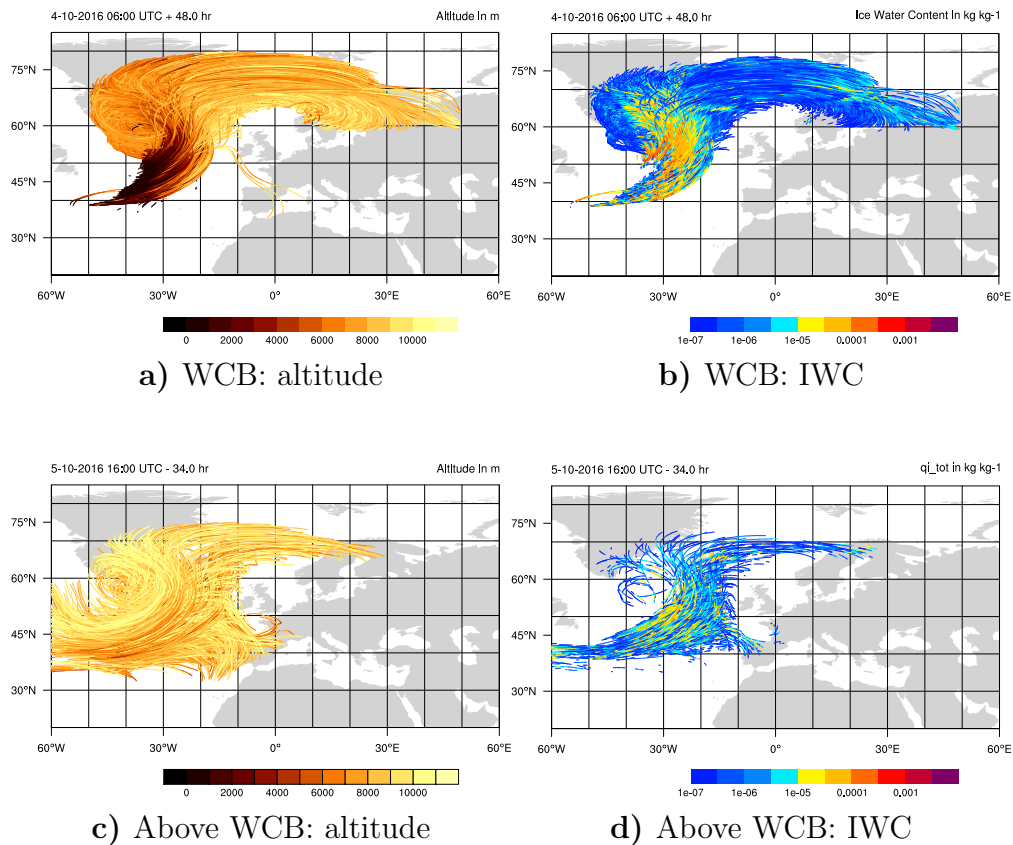 4-10-2016 06:00 UTC + 48.0 hr Altitude in m
75°N
60°N
45°N
30°N
60°W 30°W 0° 30°E 60°E
0 2000 4000 6000 8000 10000
a) WCB: altitude
4-10-2016 06:00 UTC + 48.0 hr Ice Water Content in kg kg-1
75°N
60°N
45°N
30°N
60°W 30°W 0° 30°E 60°E
1e-07 1e-06 1e-05 0.0001 0.001
b) WCB: IWC
5-10-2016 16:00 UTC - 34.0 hr Altitude in m
75°N
60°N
45°N
30°N
60°W 30°W 0° 30°E 60°E
0 2000 4000 6000 8000 10000
c) Above WCB: altitude
5-10-2016 16:00 UTC - 34.0 hr qi_tot in kg kg-1
75°N
60°N
45°N
30°N
60°W 30°W 0° 30°E 60°E
1e-07 1e-06 1e-05 0.0001 0.001
d) Above WCB: IWC